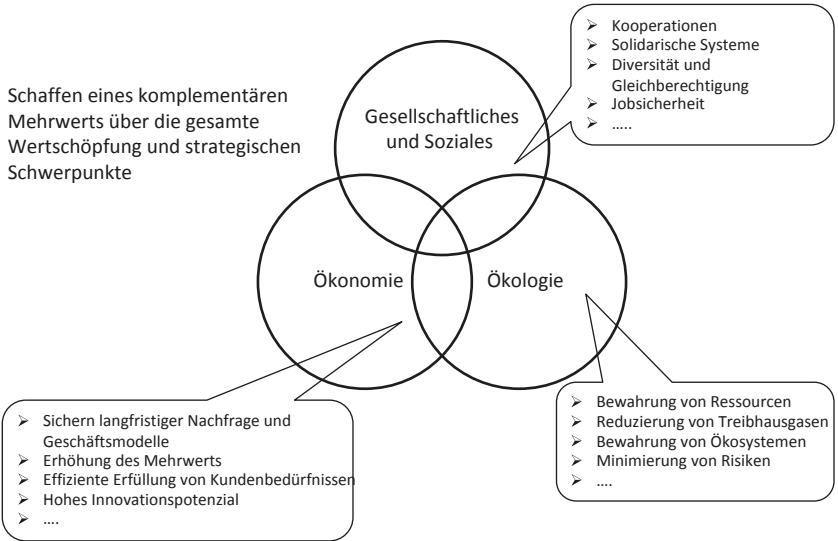 Schaffen eines komplementären
Mehrwerts über die gesamte
Wertschöpfung und strategischen
Schwerpunkte
Gesellschaftliches
und Soziales
➢ Kooperationen
➢ Solidarische Systeme
➢ Diversität und
Gleichberechtigung
➢ Jobsicherheit
➢ …..
Ökonomie
Ökologie
➢ Sichern langfristiger Nachfrage und
Geschäftsmodelle
➢ Erhöhung des Mehrwerts
➢ Effiziente Erfüllung von Kundenbedürfnissen
➢ Hohes Innovationspotenzial
➢ ….
➢ Bewahrung von Ressourcen
➢ Reduzierung von Treibhausgasen
➢ Bewahrung von Ökosystemen
➢ Minimierung von Risiken
➢ ….